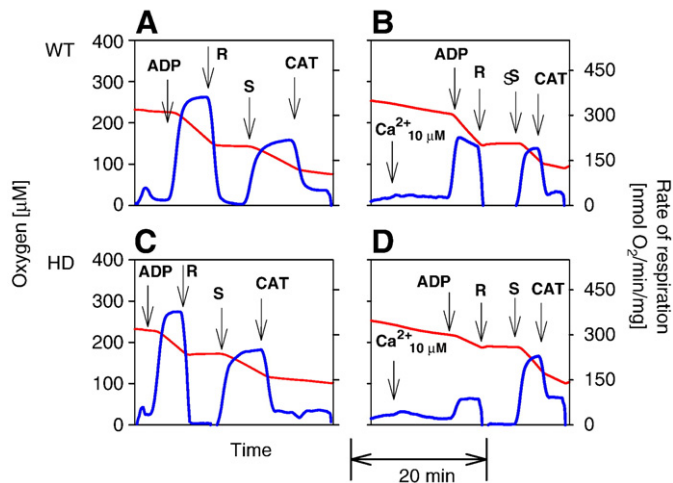 A
B
WT
400
300
200
100
0
ADP
R
S
CAT
Ca2+ 10 µM
ADP
R
SS
CAT
450
300
150
0
Oxygen [µM]
Rate of respiration
[nmol O2/min/mg]
C
D
HD
400
300
200
100
0
ADP
R
S
CAT
Ca2+ 10 µM
ADP
R
S
CAT
450
300
150
0
Time
20 min